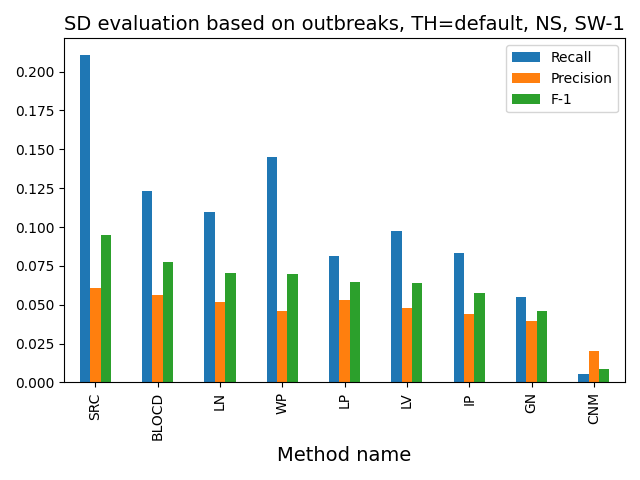 SD evaluation based on outbreaks, TH=default, NS, SW-1
Recall
Precision
F-1
0.200
0.175
0.150
0.125
0.100
0.075
0.050
0.025
0.000
SRC
BLOCD
LN
WP
LP
LV
IP
GN
CNM
Method name